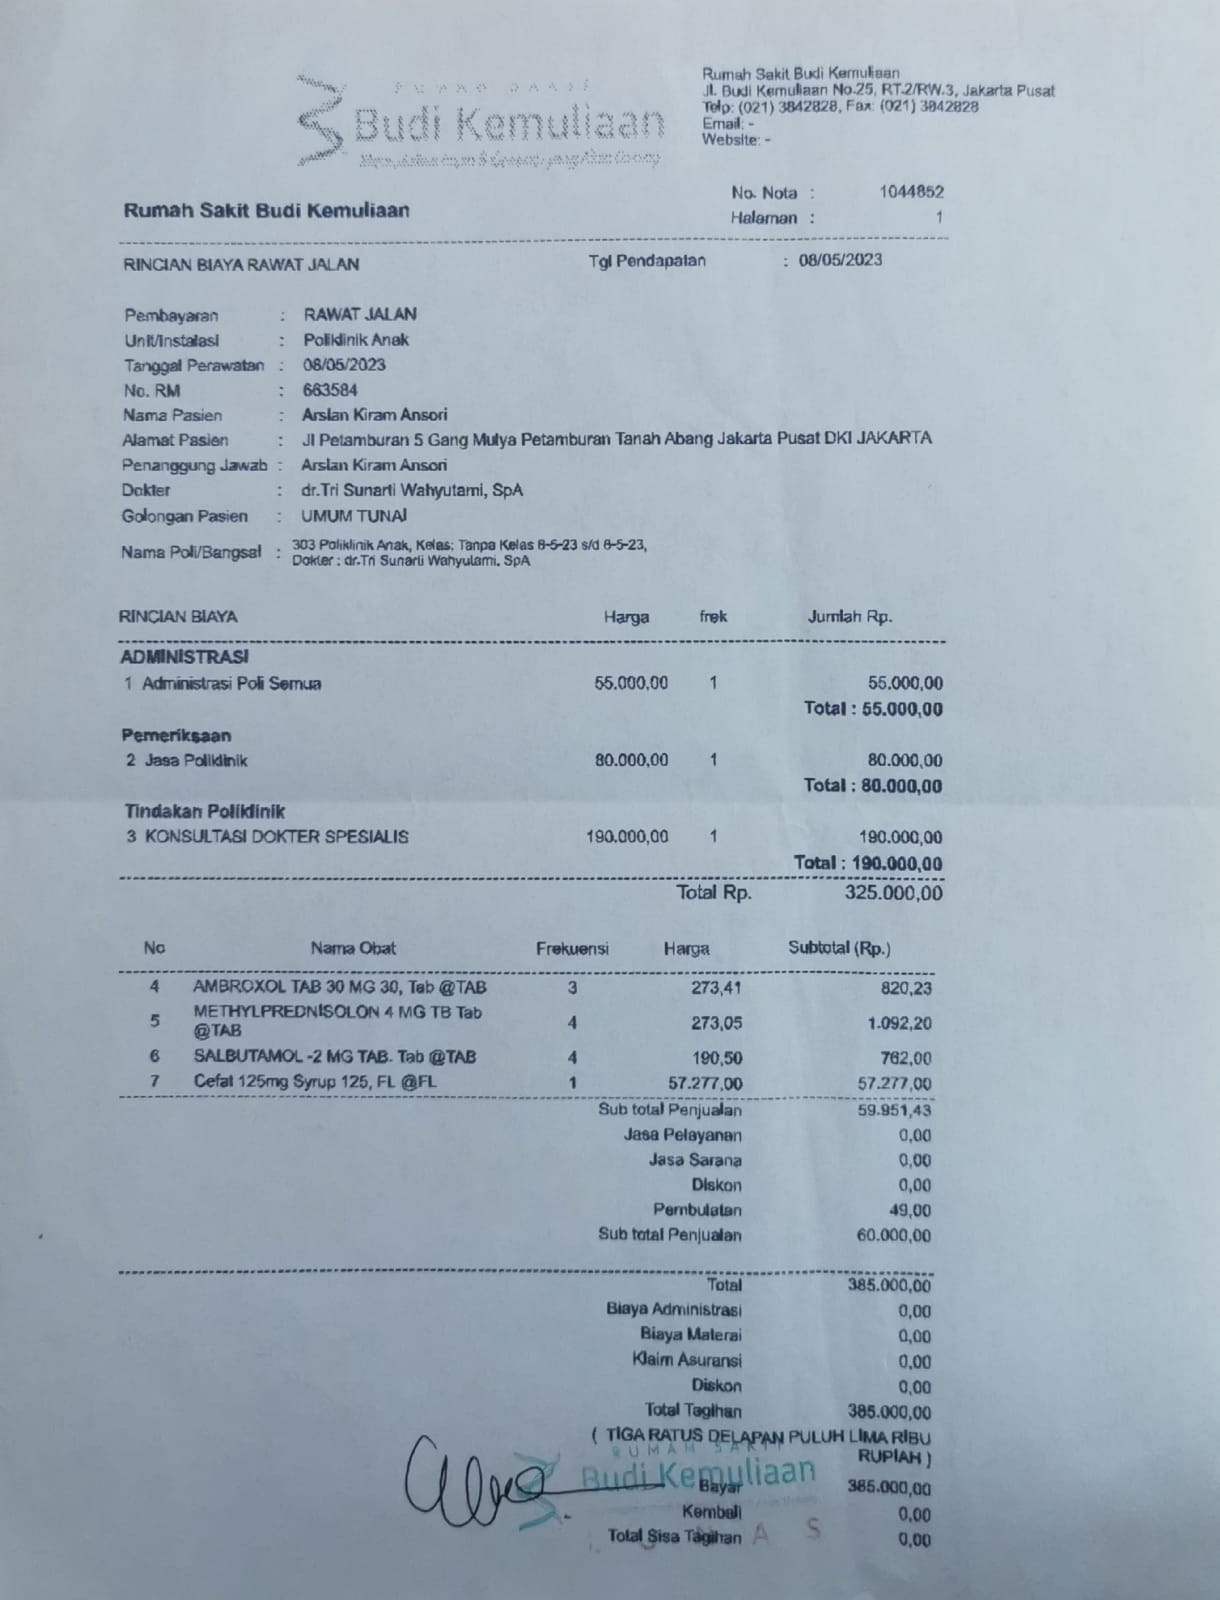 RUMAH SAKIT
Budi Kemuliaan
Rumah Sakit Budi Kemuliaan
Jl. Budi Kemuliaan No.25, RT.2/RW.3, Jakarta Pusat
Telp: (021) 3842828, Fax: (021) 3842828
Email: -
Website: -
No. Nota : 1044852
Rumah Sakit Budi Kemuliaan
Halaman : 1
RINCIAN BIAYA RAWAT JALAN Tgl Pendapatan : 08/05/2023
Pembayaran : RAWAT JALAN
Unit/Instalasi : Poliklinik Anak
Tanggal Perawatan : 08/05/2023
No. RM : 663584
Nama Pasien : Arslan Kiram Ansori
Alamat Pasien : Jl Petamburan 5 Gang Mulya Petamburan Tanah Abang Jakarta Pusat DKI JAKARTA
Penanggung Jawab : Arslan Kiram Ansori
Dokter : dr.Tri Sunarti Wahyutami, SpA
Golongan Pasien : UMUM TUNAI
Nama Poli/Bangsal : 303 Poliklinik Anak, Kelas: Tanpa Kelas 8-5-23 s/d 8-5-23,
Dokter : dr.Tri Sunarti Wahyutami, SpA
RINCIAN BIAYA Harga frek Jumlah Rp.
ADMINISTRASI
1 Administrasi Poli Semua 55.000,00 1 55.000,00
Total : 55.000,00
Pemeriksaan
2 Jasa Poliklinik 80.000,00 1 80.000,00
Total : 80.000,00
Tindakan Poliklinik
3 KONSULTASI DOKTER SPESIALIS 190.000,00 1 190.000,00
Total : 190.000,00
Total Rp. 325.000,00
No Nama Obat Frekuensi Harga Subtotal (Rp.)
4 AMBROXOL TAB 30 MG 30, Tab @TAB 3 273,41 820,23
5 METHYLPREDNISOLON 4 MG TB Tab @TAB 4 273,05 1.092,20
6 SALBUTAMOL -2 MG TAB. Tab @TAB 4 190,50 762,00
7 Cefat 125mg Syrup 125, FL @FL 1 57.277,00 57.277,00
Sub total Penjualan 59.951,43
Jasa Pelayanan 0,00
Jasa Sarana 0,00
Diskon 0,00
Pembulatan 49,00
Sub total Penjualan 60.000,00
Total 385.000,00
Biaya Administrasi 0,00
Biaya Materai 0,00
Klaim Asuransi 0,00
Diskon 0,00
Total Tagihan 385.000,00
( TIGA RATUS DELAPAN PULUH LIMA RIBU
RUPIAH )
RUMAH SAKIT
Budi Kemuliaan
Bayar 385.000,00
Kembali 0,00
Total Sisa Tagihan 0,00